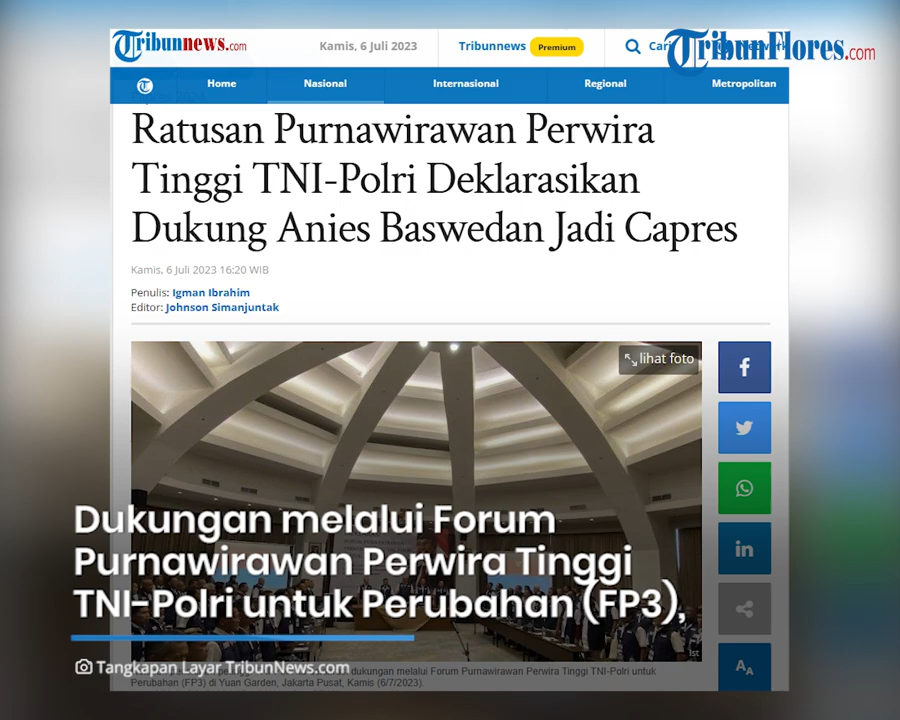 Tribunnews.com
Kamis, 6 Juli 2023
Tribunnews Premium
Cari
TribunFlores.com
Home Nasional Internasional Regional Metropolitan
Ratusan Purnawirawan Perwira
Tinggi TNI-Polri Deklarasikan
Dukung Anies Baswedan Jadi Capres
Kamis, 6 Juli 2023 16:20 WIB
Penulis: Igman Ibrahim
Editor: Johnson Simanjuntak
lihat foto
Dukungan melalui Forum
Purnawirawan Perwira Tinggi
TNI-Polri untuk Perubahan (FP3),
Ist
Tangkapan Layar TribunNews.com
dukungan melalui Forum Purnawirawan Perwira Tinggi TNI-Polri untuk
Perubahan (FP3) di Yuan Garden, Jakarta Pusat, Kamis (6/7/2023).
AA